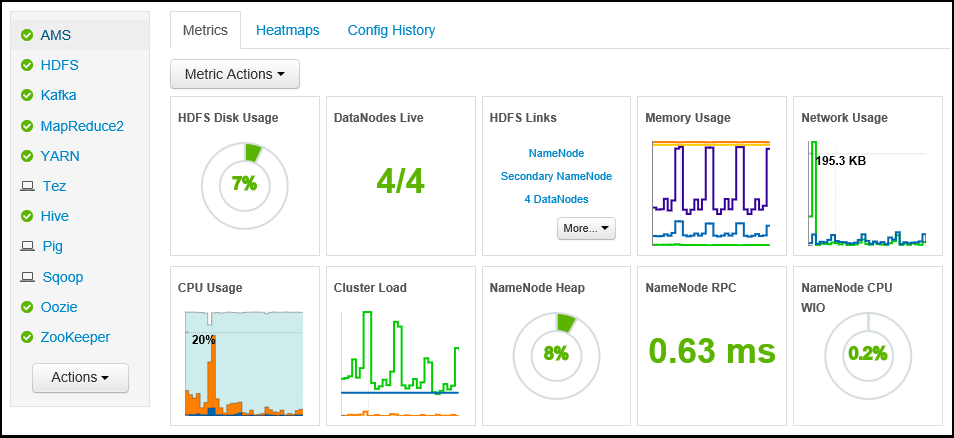 AMS
HDFS
Kafka
MapReduce2
YARN
Tez
Hive
Pig
Sqoop
Oozie
ZooKeeper
Actions
Metrics
Heatmaps
Config History
Metric Actions
HDFS Disk Usage
7%
DataNodes Live
4/4
HDFS Links
NameNode
Secondary NameNode
4 DataNodes
More...
Memory Usage
Network Usage
195.3 KB
CPU Usage
20%
Cluster Load
NameNode Heap
8%
NameNode RPC
0.63 ms
NameNode CPU
WIO
0.2%